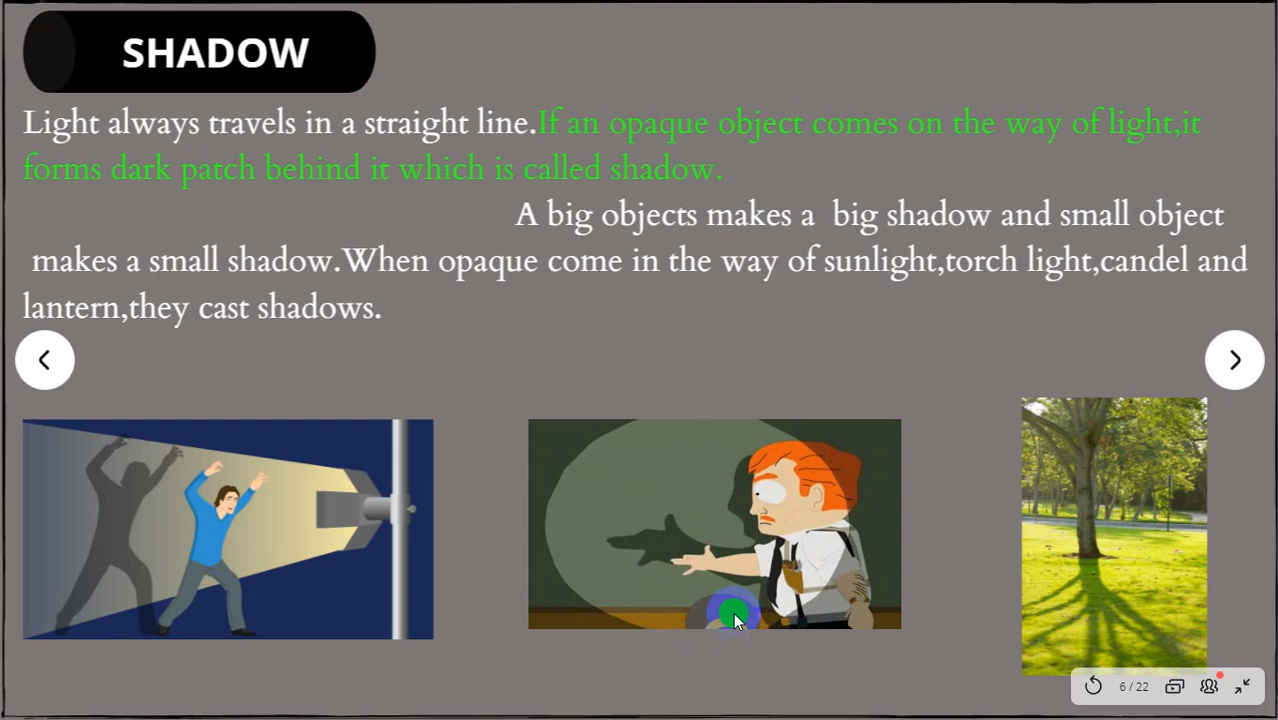 SHADOW
Light always travels in a straight line.If an opaque object comes on the way of light,it
forms dark patch behind it which is called shadow.
A big objects makes a big shadow and small object
makes a small shadow.When opaque come in the way of sunlight,torch light,candel and
lantern,they cast shadows.
6 / 22